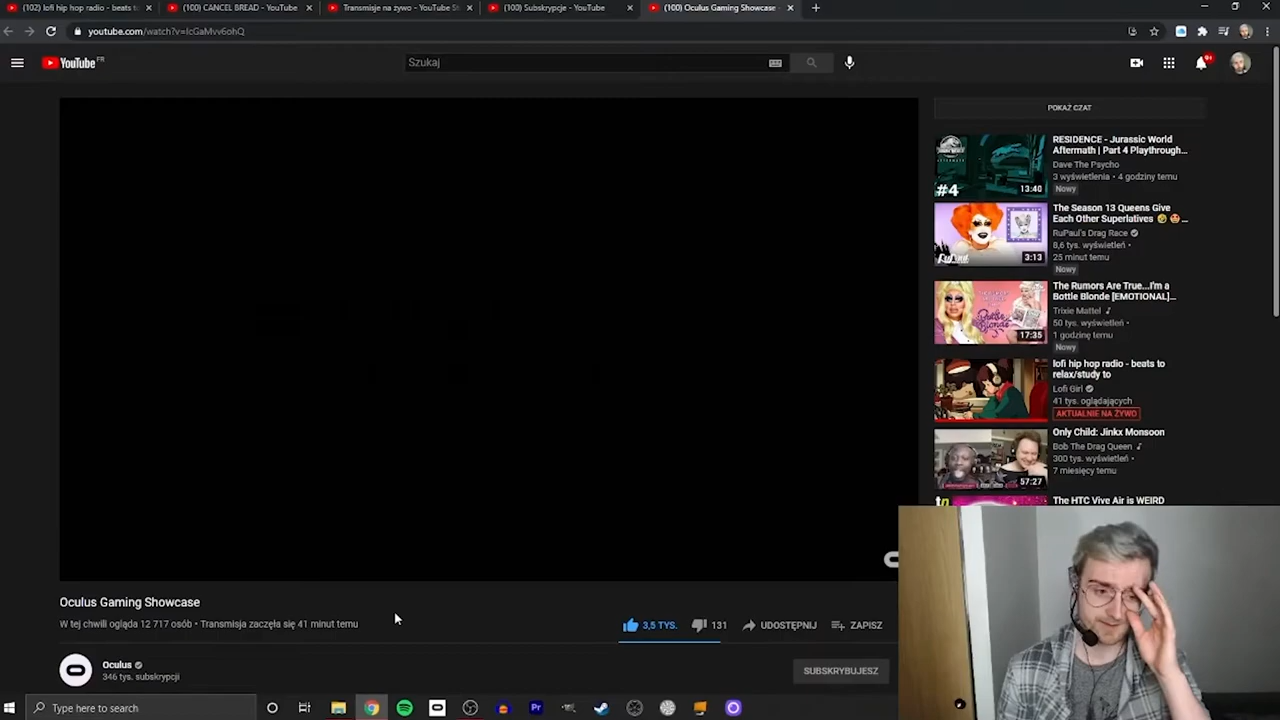 (102) lofi hip hop radio - beats to
(100) CANCEL BREAD - YouTube
Transmisje na żywo - YouTube St
(100) Subskrypcje - YouTube
(100) Oculus Gaming Showcase -
youtube.com/watch?v=IcGaMvv6ohQ
YouTube FR
Szukaj
9+
POKAŻ CZAT
RESIDENCE - Jurassic World
Aftermath | Part 4 Playthrough...
Dave The Psycho
3 wyświetlenia • 4 godziny temu
Nowy
#4
13:40
The Season 13 Queens Give
Each Other Superlatives 🤣 😍...
RuPaul's Drag Race
8,6 tys. wyświetleń •
25 minut temu
Nowy
3:13
The Rumors Are True...I'm a
Bottle Blonde [EMOTIONAL]...
Trixie Mattel
50 tys. wyświetleń •
1 godzinę temu
Nowy
17:35
lofi hip hop radio - beats to
relax/study to
Lofi Girl
41 tys. oglądających
AKTUALNIE NA ŻYWO
Only Child: Jinkx Monsoon
Bob The Drag Queen
300 tys. wyświetleń •
7 miesięcy temu
57:27
The HTC Vive Air is WEIRD
Oculus Gaming Showcase
W tej chwili ogląda 12 717 osób • Transmisja zaczęła się 41 minut temu
3,5 TYS.
131
UDOSTĘPNIJ
ZAPISZ
Oculus
346 tys. subskrypcji
SUBSKRYBUJESZ
Type here to search
Pr